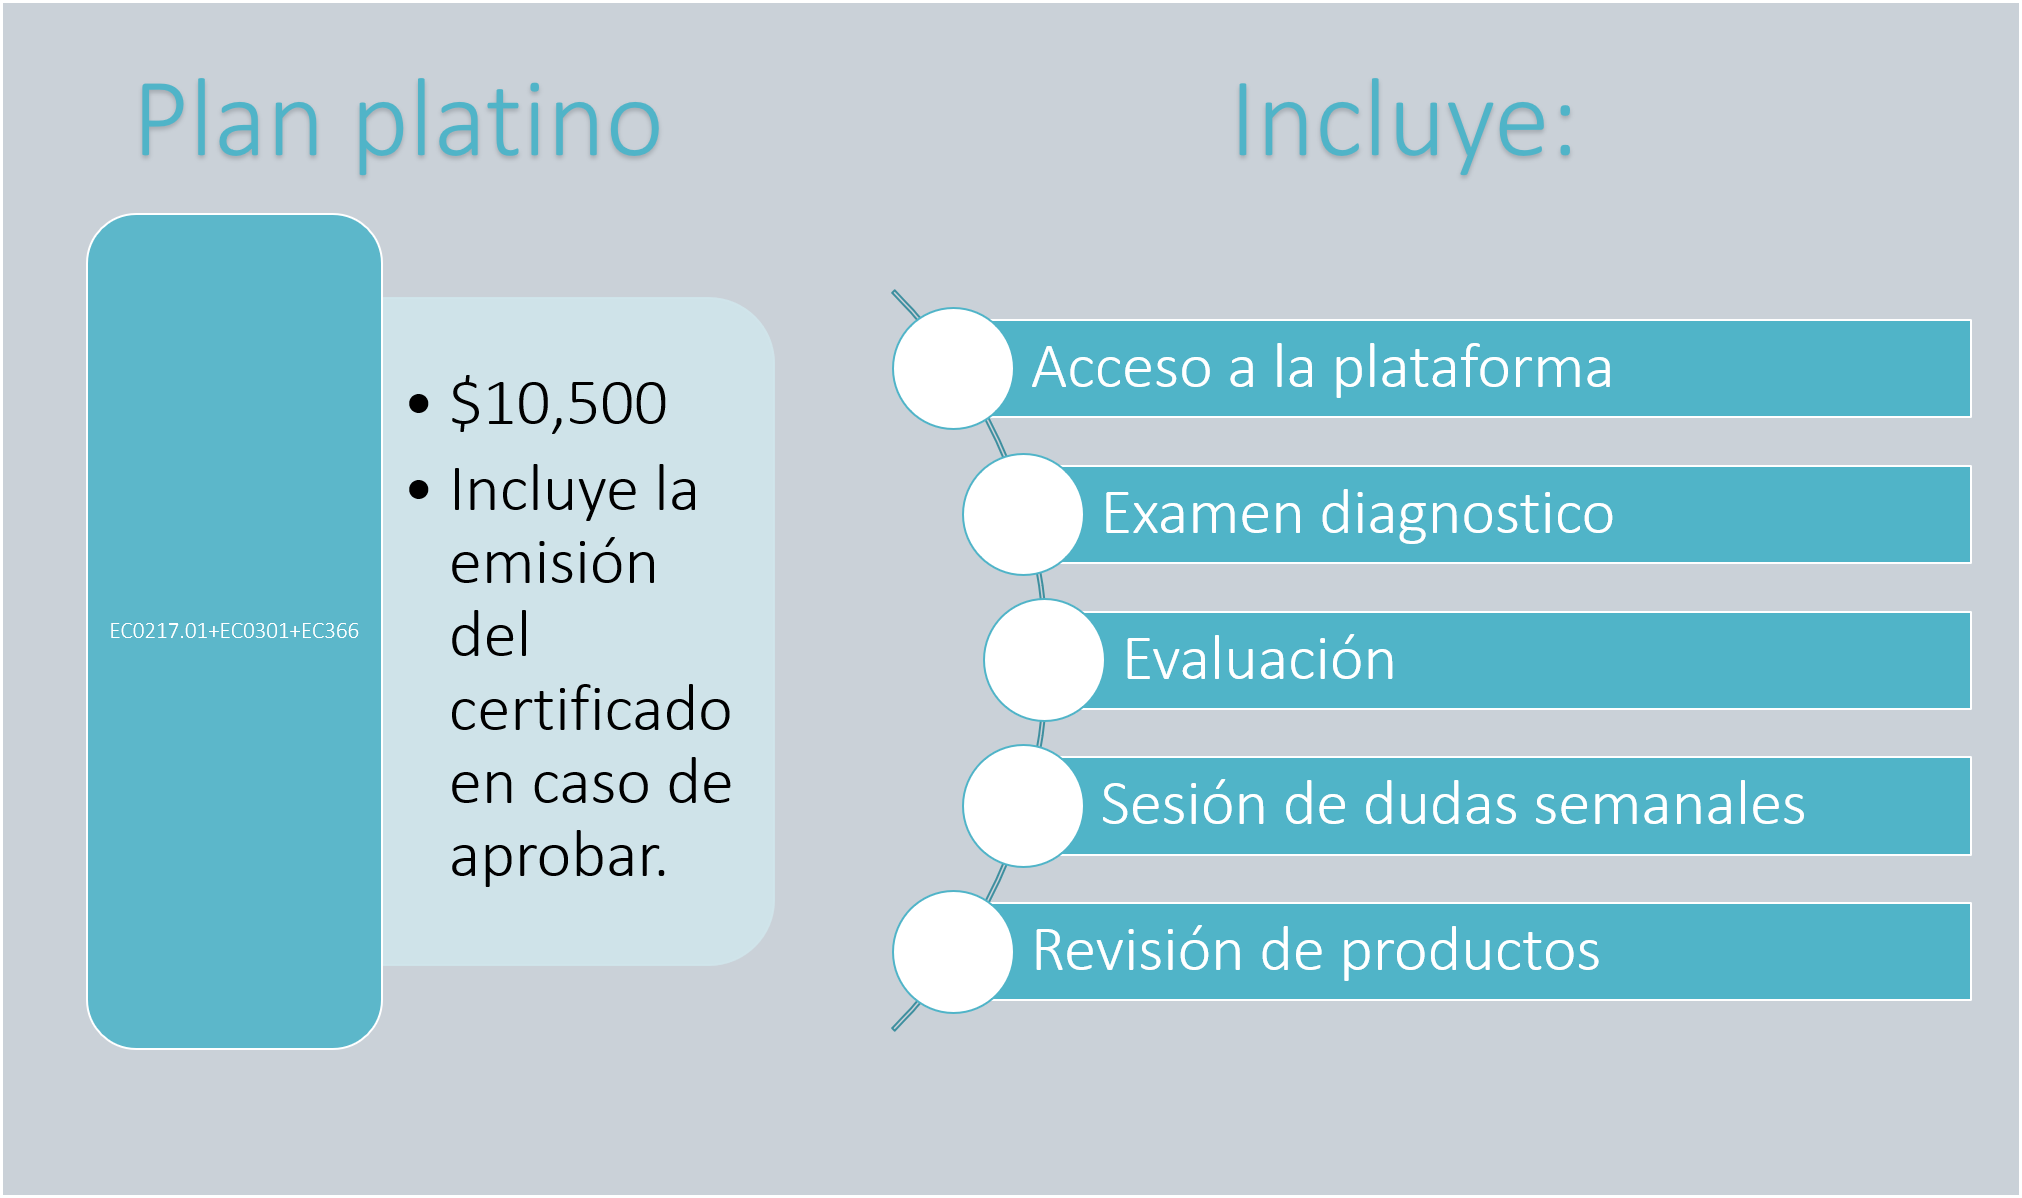 Plan platino
Incluye:
EC0217.01+EC0301+EC366
• $10,500
• Incluye la
emisión
del
certificado
en caso de
aprobar.
Acceso a la plataforma
Examen diagnostico
Evaluación
Sesión de dudas semanales
Revisión de productos